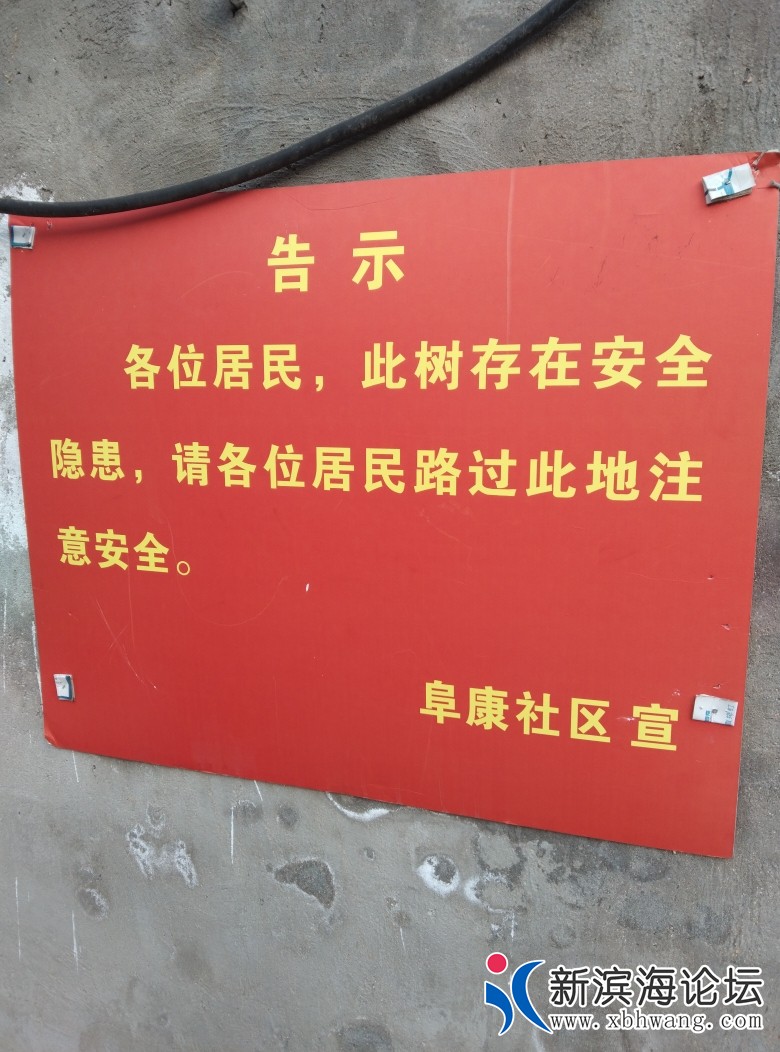 告示
各位居民，此树存在安全
隐患，请各位居民路过此地注
意安全。
阜康社区 宣
新滨海论坛
www.xbhwang.com